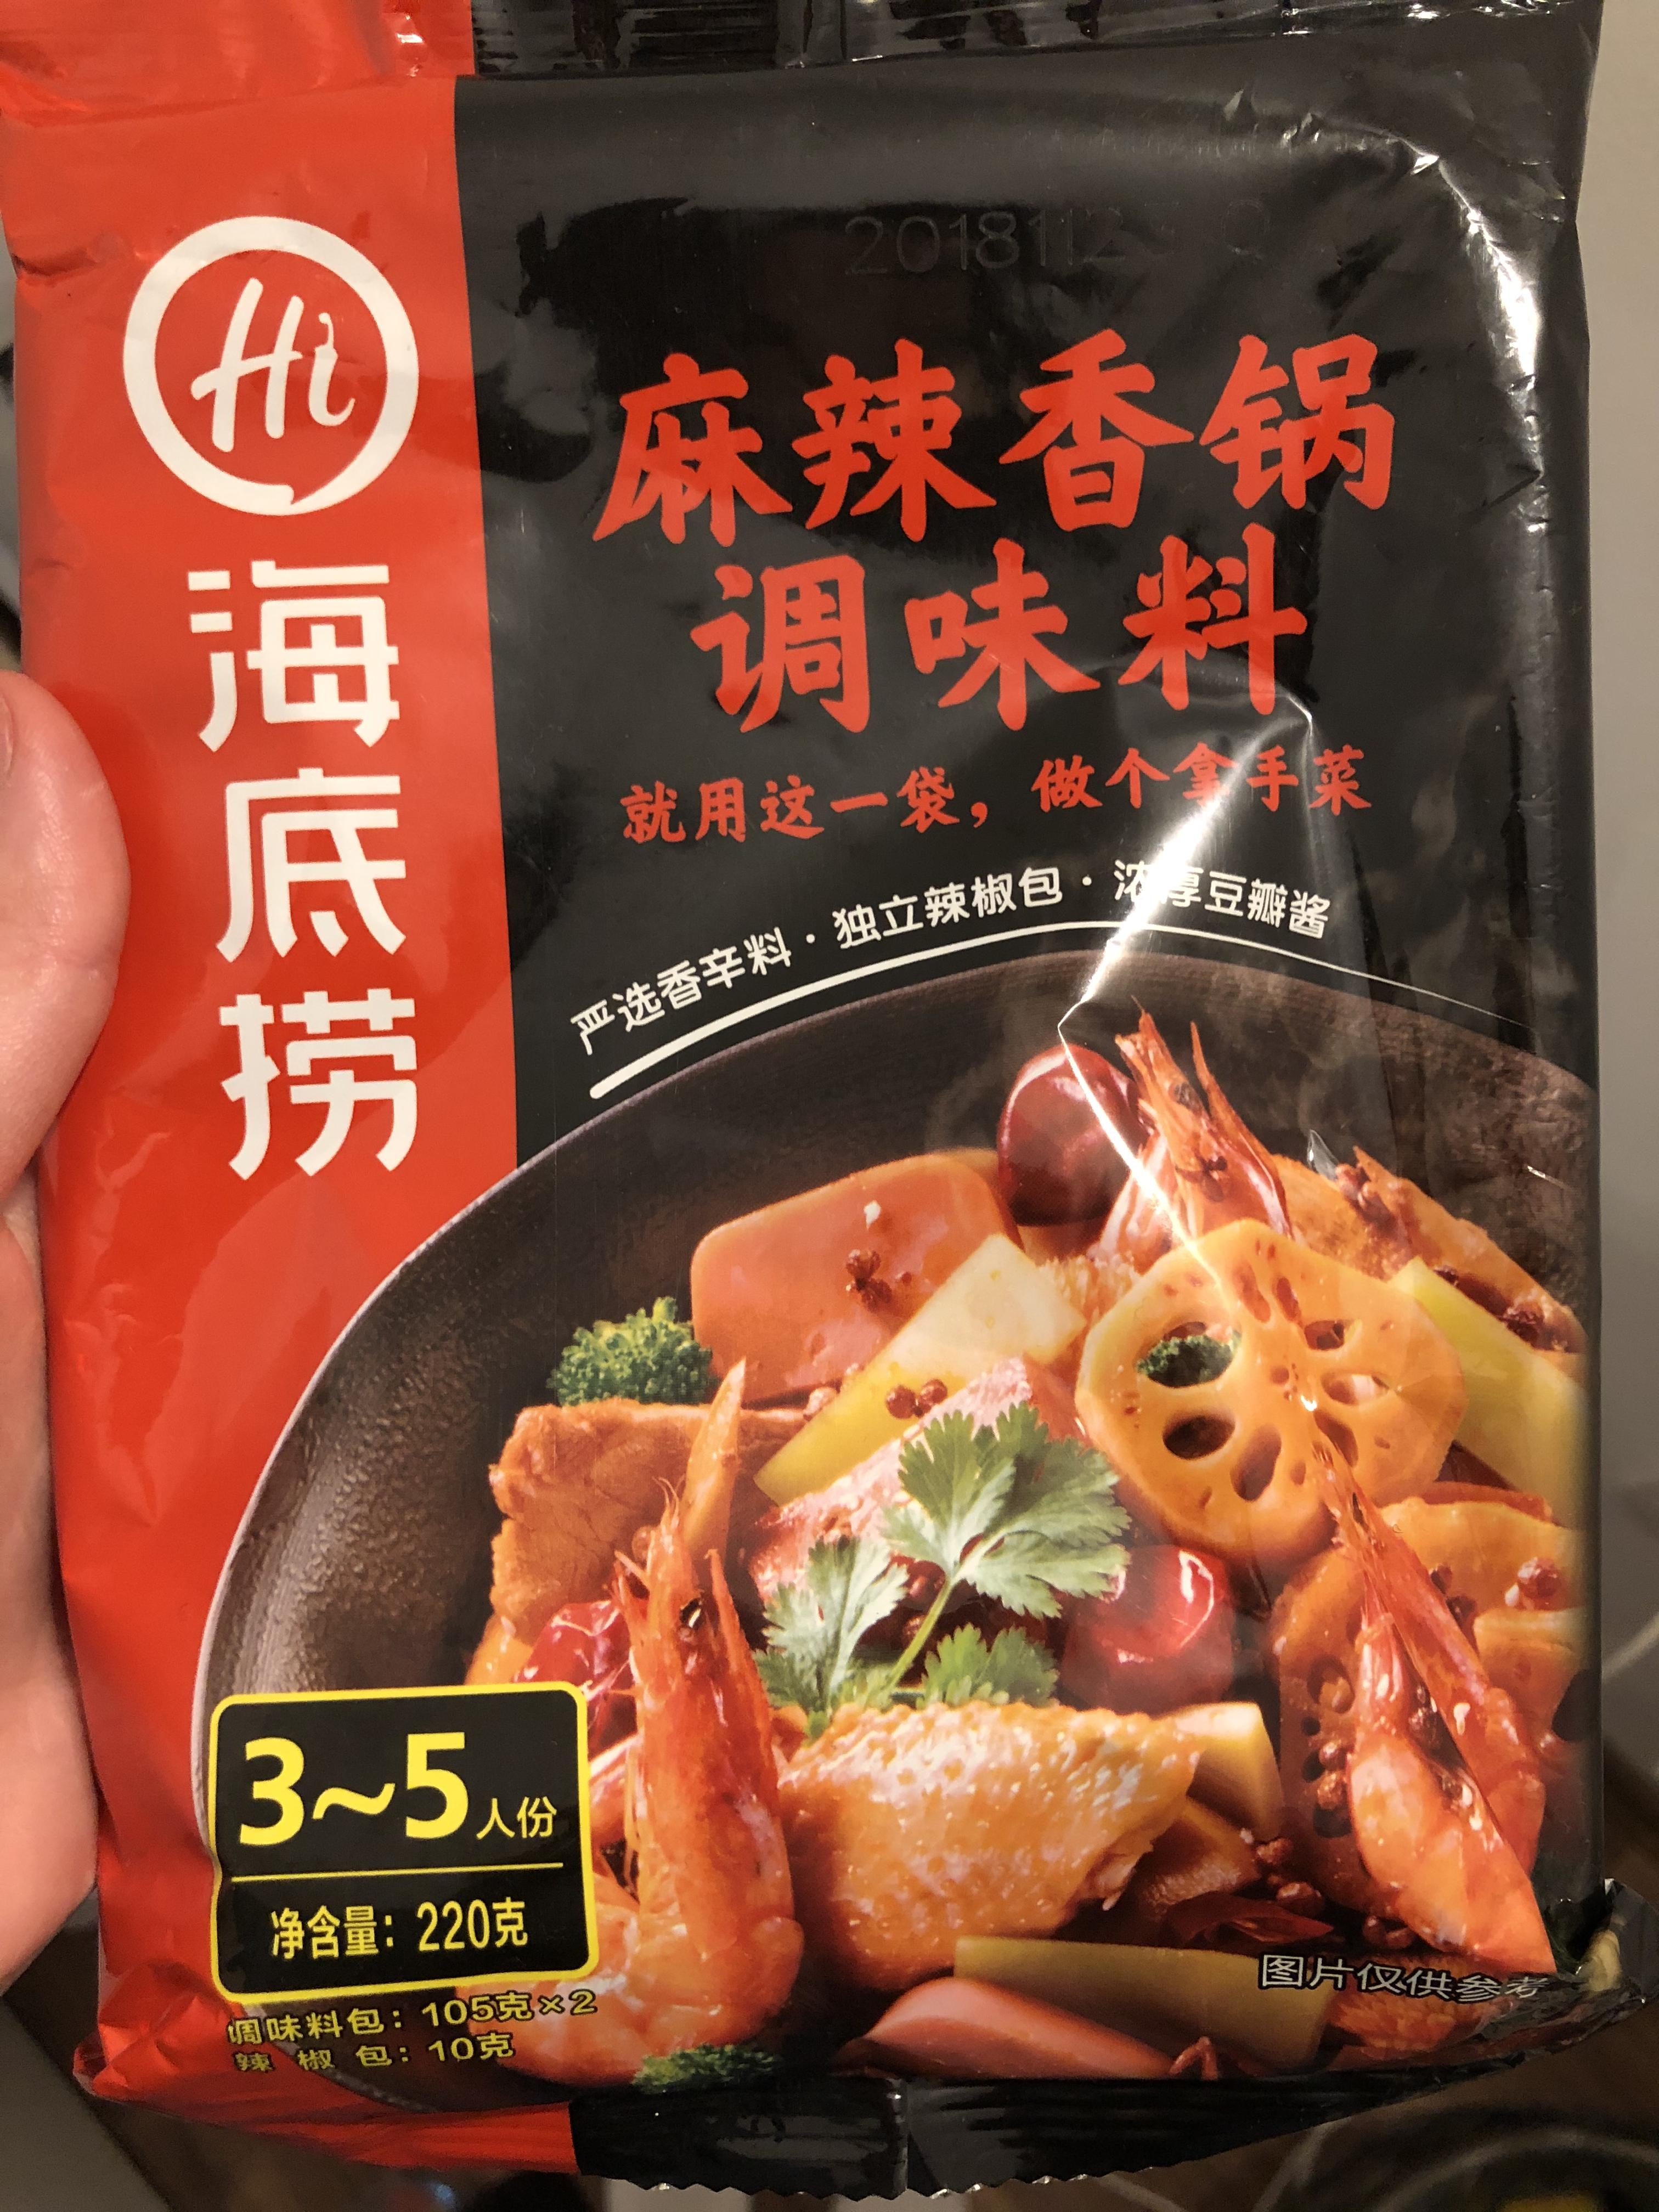 Hi
海底捞
麻辣香锅
调味料
就用这一袋，做个拿手菜
严选香辛料·独立辣椒包·浓厚豆瓣酱
3~5人份
净含量：220克
调味料包：105克×2
辣椒包：10克
图片仅供参考